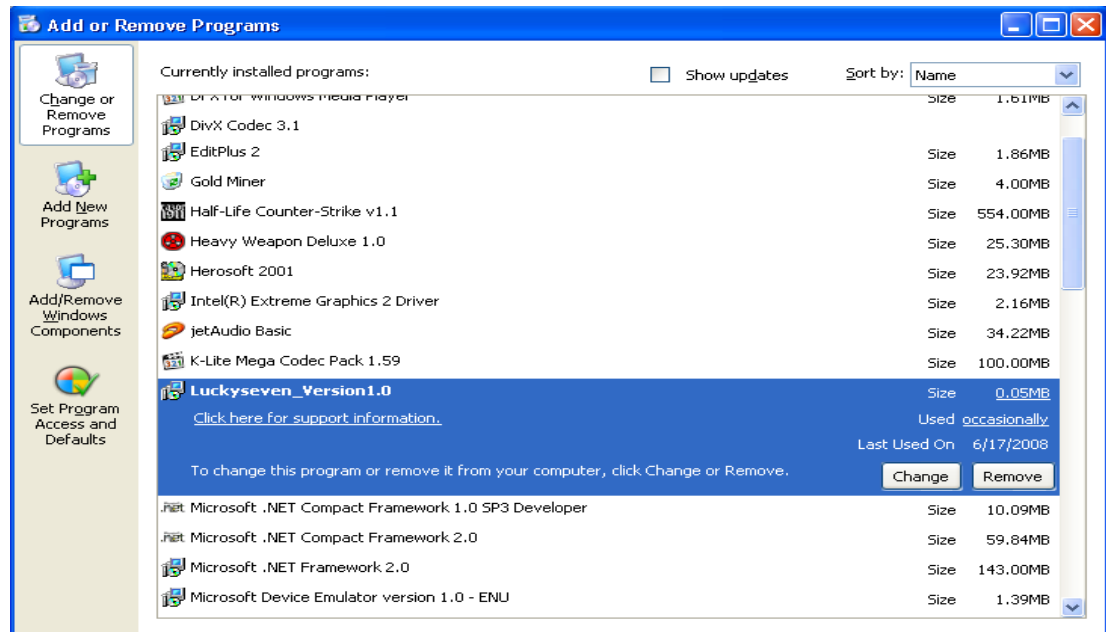 Add or Remove Programs
Change or
Remove
Programs
Add New
Programs
Add/Remove
Windows
Components
Set Program
Access and
Defaults
Currently installed programs:
Show updates
Sort by: Name
for Windows Media Player Size 1.61MB
DivX Codec 3.1
EditPlus 2 Size 1.86MB
Gold Miner Size 4.00MB
Half-Life Counter-Strike v1.1 Size 554.00MB
Heavy Weapon Deluxe 1.0 Size 25.30MB
Herosoft 2001 Size 23.92MB
Intel(R) Extreme Graphics 2 Driver Size 2.16MB
jetAudio Basic Size 34.22MB
K-Lite Mega Codec Pack 1.59 Size 100.00MB
Luckyseven_Version1.0 Size 0.05MB
Click here for support information. Used occasionally
Last Used On 6/17/2008
To change this program or remove it from your computer, click Change or Remove. Change Remove
.net Microsoft .NET Compact Framework 1.0 SP3 Developer Size 10.09MB
.net Microsoft .NET Compact Framework 2.0 Size 59.84MB
Microsoft .NET Framework 2.0 Size 143.00MB
Microsoft Device Emulator version 1.0 - ENU Size 1.39MB